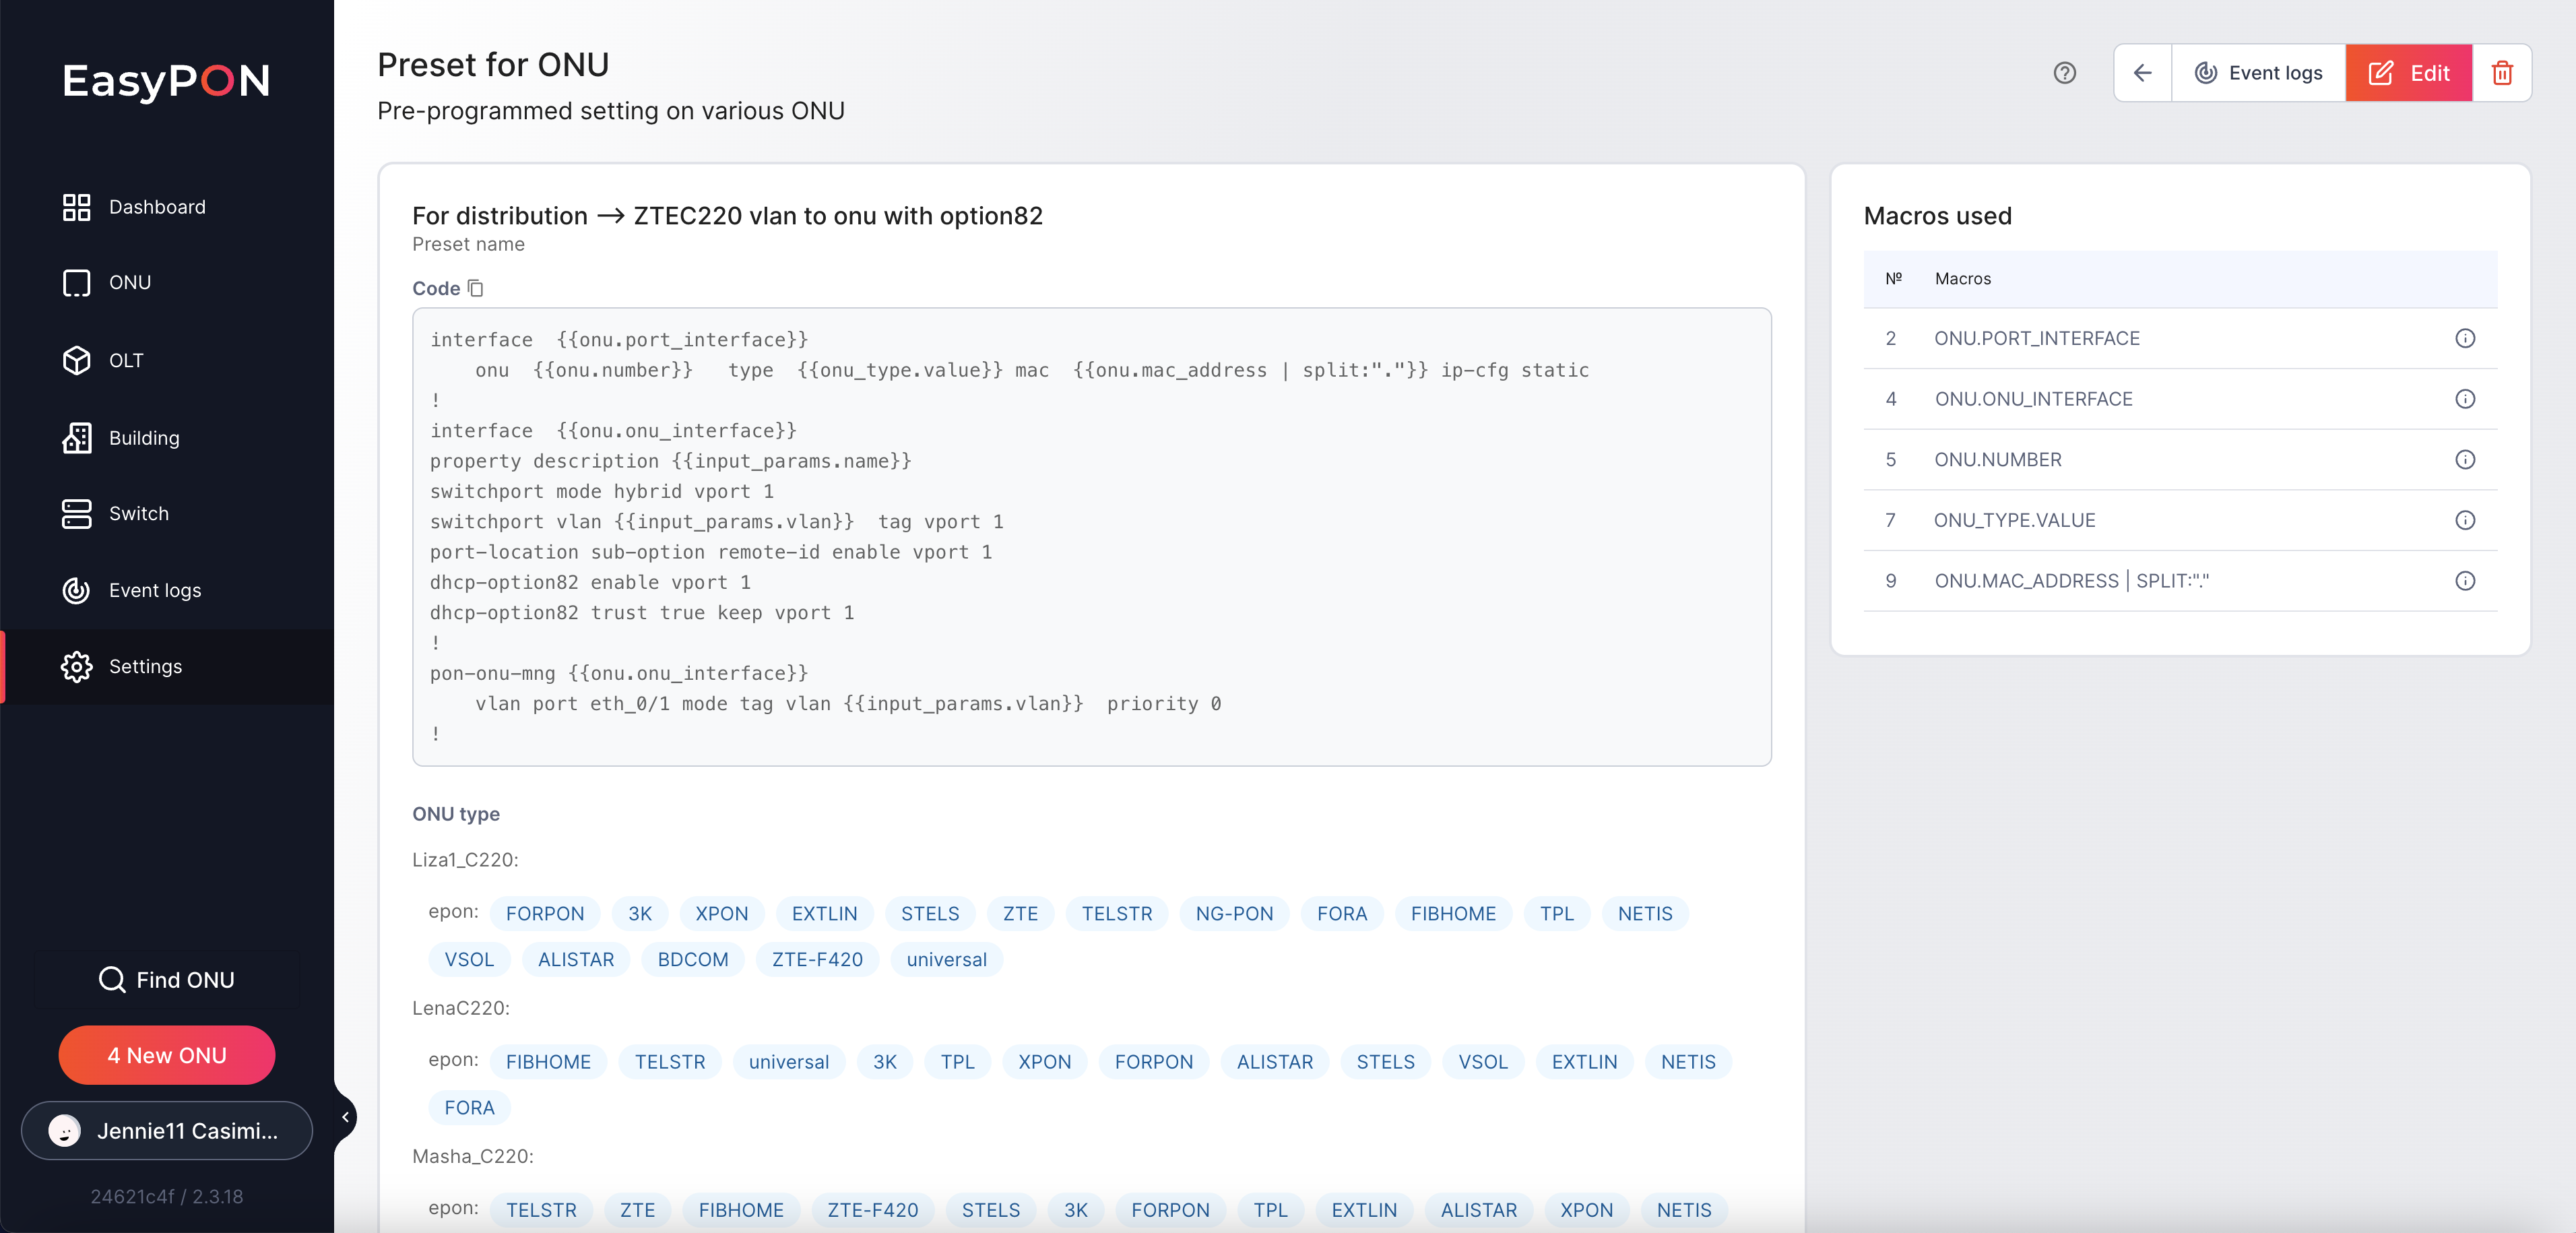 EasyPON
Dashboard
ONU
OLT
Building
Switch
Event logs
Settings
Find ONU
4 New ONU
Jennie11 Casimi...
24621c4f / 2.3.18
Preset for ONU
Pre-programmed setting on various ONU
Event logs
Edit
For distribution --> ZTEC220 vlan to onu with option82
Preset name
Code
interface  {{onu.port_interface}}
    onu  {{onu.number}}   type  {{onu_type.value}} mac  {{onu.mac_address | split:"."}} ip-cfg static
!
interface  {{onu.onu_interface}}
property description {{input_params.name}}
switchport mode hybrid vport 1
switchport vlan {{input_params.vlan}}  tag vport 1
port-location sub-option remote-id enable vport 1
dhcp-option82 enable vport 1
dhcp-option82 trust true keep vport 1
!
pon-onu-mng {{onu.onu_interface}}
    vlan port eth_0/1 mode tag vlan {{input_params.vlan}}  priority 0
!
ONU type
Liza1_C220:
epon: FORPON 3K XPON EXTLIN STELS ZTE TELSTR NG-PON FORA FIBHOME TPL NETIS
VSOL ALISTAR BDCOM ZTE-F420 universal
LenaC220:
epon: FIBHOME TELSTR universal 3K TPL XPON FORPON ALISTAR STELS VSOL EXTLIN NETIS
FORA
Masha_C220:
epon: TELSTR ZTE FIBHOME ZTE-F420 STELS 3K FORPON TPL EXTLIN ALISTAR XPON NETIS
Macros used
№ Macros
2 ONU.PORT_INTERFACE
4 ONU.ONU_INTERFACE
5 ONU.NUMBER
7 ONU_TYPE.VALUE
9 ONU.MAC_ADDRESS | SPLIT:"."